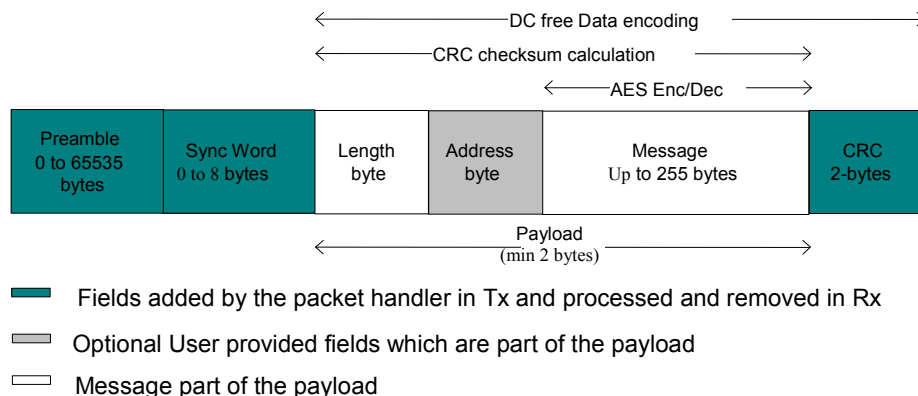 DC free Data encoding
CRC checksum calculation
AES Enc/Dec
Preamble
0 to 65535
bytes
Sync Word
0 to 8 bytes
Length
byte
Address
byte
Message
Up to 255 bytes
CRC
2-bytes
Payload
(min 2 bytes)
Fields added by the packet handler in Tx and processed and removed in Rx
Optional User provided fields which are part of the payload
Message part of the payload